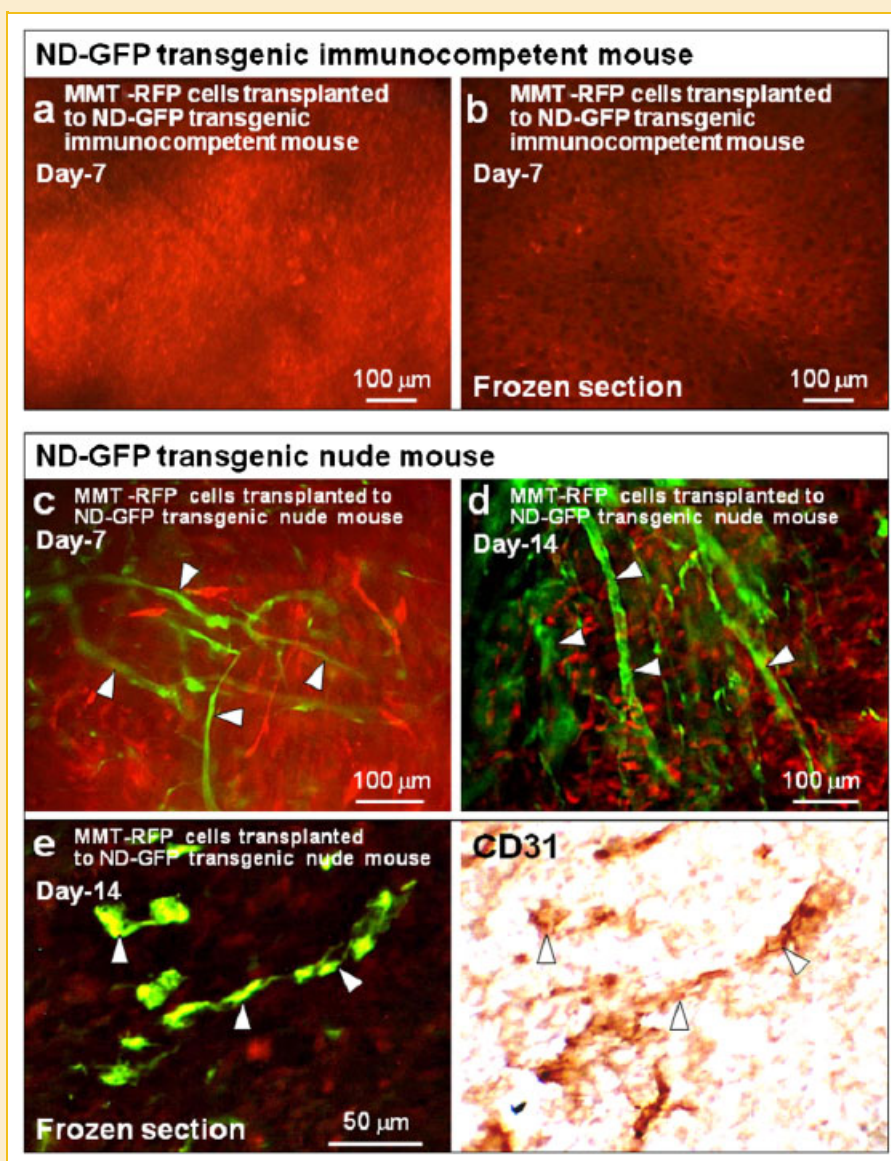 ND-GFP transgenic immunocompetent mouse
a MMT -RFP cells transplanted
to ND-GFP transgenic
immunocompetent mouse
Day-7
100 μm
b MMT -RFP cells transplanted
to ND-GFP transgenic
immunocompetent mouse
Day-7
Frozen section
100 μm
ND-GFP transgenic nude mouse
c MMT -RFP cells transplanted to
ND-GFP transgenic nude mouse
Day-7
100 μm
d MMT-RFP cells transplanted to
ND-GFP transgenic nude mouse
Day-14
100 μm
e MMT-RFP cells transplanted
to ND-GFP transgenic nude mouse
Day-14
Frozen section
50 μm
CD31